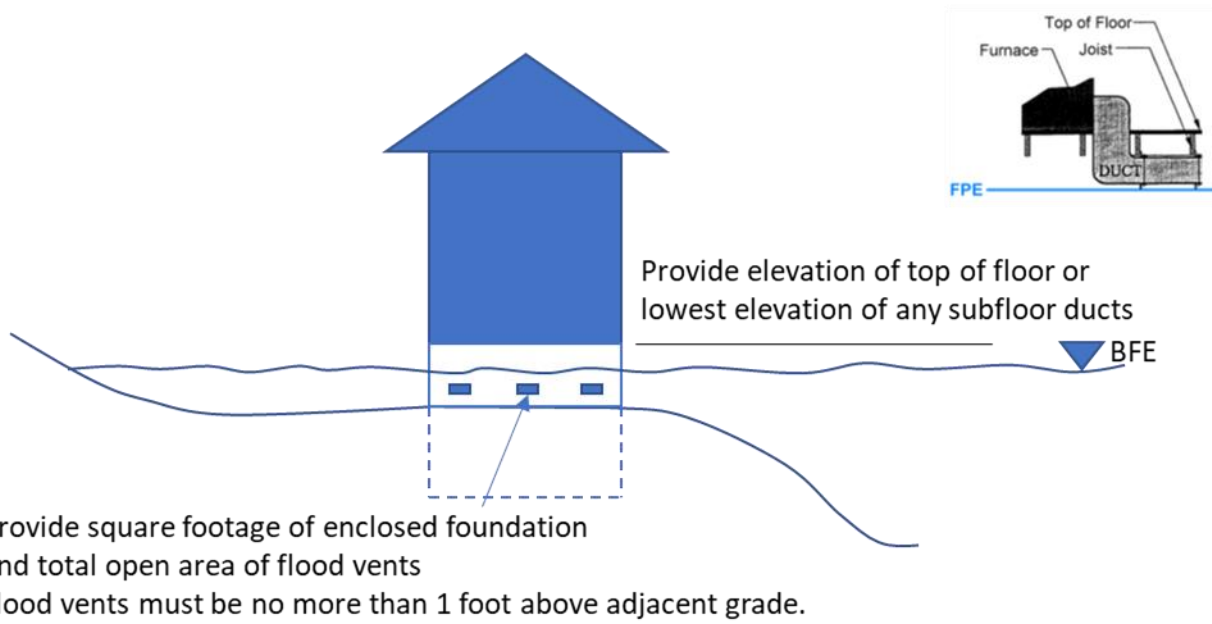 Top of Floor
Furnace
Joist
DUCT
FPE
Provide elevation of top of floor or
lowest elevation of any subfloor ducts
BFE
rovide square footage of enclosed foundation
nd total open area of flood vents
lood vents must be no more than 1 foot above adjacent grade.